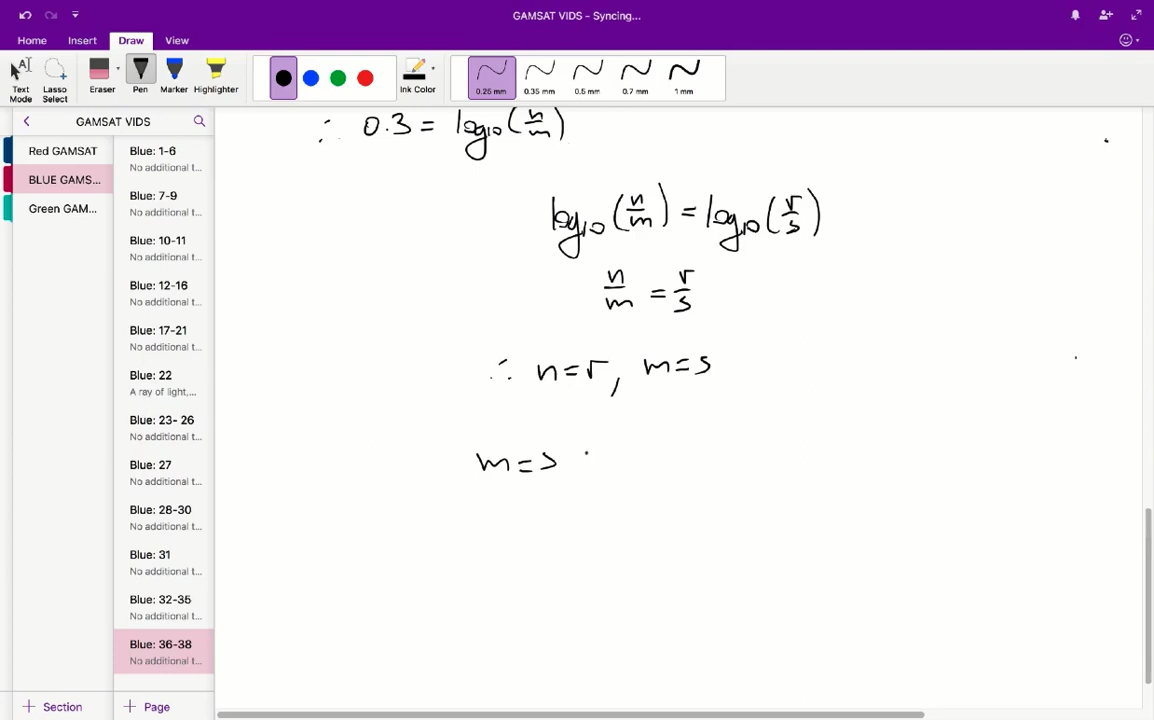 GAMSAT VIDS - Syncing...
Home Insert Draw View
Text Mode
Lasso Select
Eraser
Pen
Marker
Highlighter
Ink Color
0.25 mm
0.35 mm
0.5 mm
0.7 mm
1 mm
GAMSAT VIDS
Red GAMSAT
BLUE GAMS...
Green GAM...
Blue: 1-6
No additional t...
Blue: 7-9
No additional t...
Blue: 10-11
No additional t...
Blue: 12-16
No additional t...
Blue: 17-21
No additional t...
Blue: 22
A ray of light,...
Blue: 23- 26
No additional t...
Blue: 27
No additional t...
Blue: 28-30
No additional t...
Blue: 31
No additional t...
Blue: 32-35
No additional t...
Blue: 36-38
No additional t...
+ Section
+ Page
∴ 0.3 = log₁₀(n/m)
log₁₀(n/m) = log₁₀(r/s)
n/m = r/s
∴ n=r, m=s
m=s